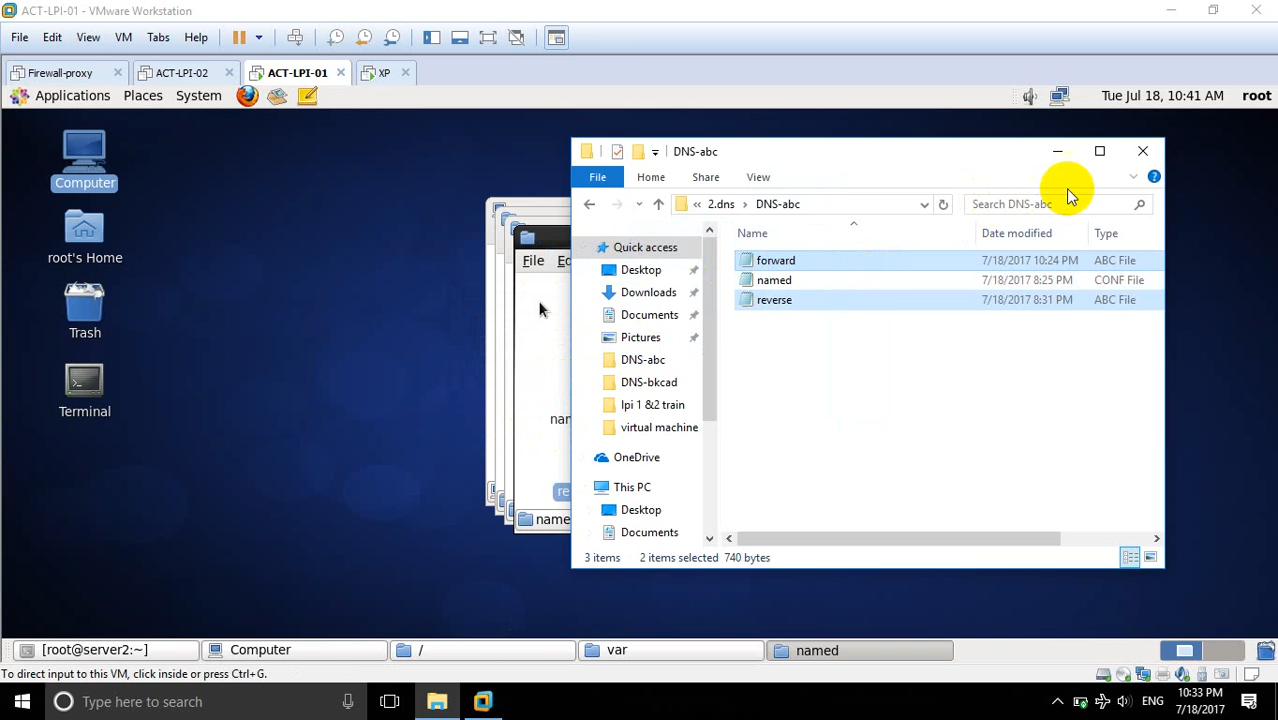 ACT-LPI-01 - VMware Workstation
File Edit View VM Tabs Help
Firewall-proxy ACT-LPI-02 ACT-LPI-01 XP
Applications Places System Tue Jul 18, 10:41 AM root
Computer
root's Home
Trash
Terminal
File Ed
nan
re
name
DNS-abc
File Home Share View
« 2.dns › DNS-abc Search DNS-abc
Name Date modified Type
Quick access
Desktop
Downloads
Documents
Pictures
DNS-abc
DNS-bkcad
lpi 1 &2 train
virtual machine
OneDrive
This PC
Desktop
Documents
forward 7/18/2017 10:24 PM ABC File
named 7/18/2017 8:25 PM CONF File
reverse 7/18/2017 8:31 PM ABC File
3 items 2 items selected 740 bytes
[root@server2:~] Computer / var named
To direct input to this VM, click inside or press Ctrl+G.
Type here to search ENG 10:33 PM
7/18/2017